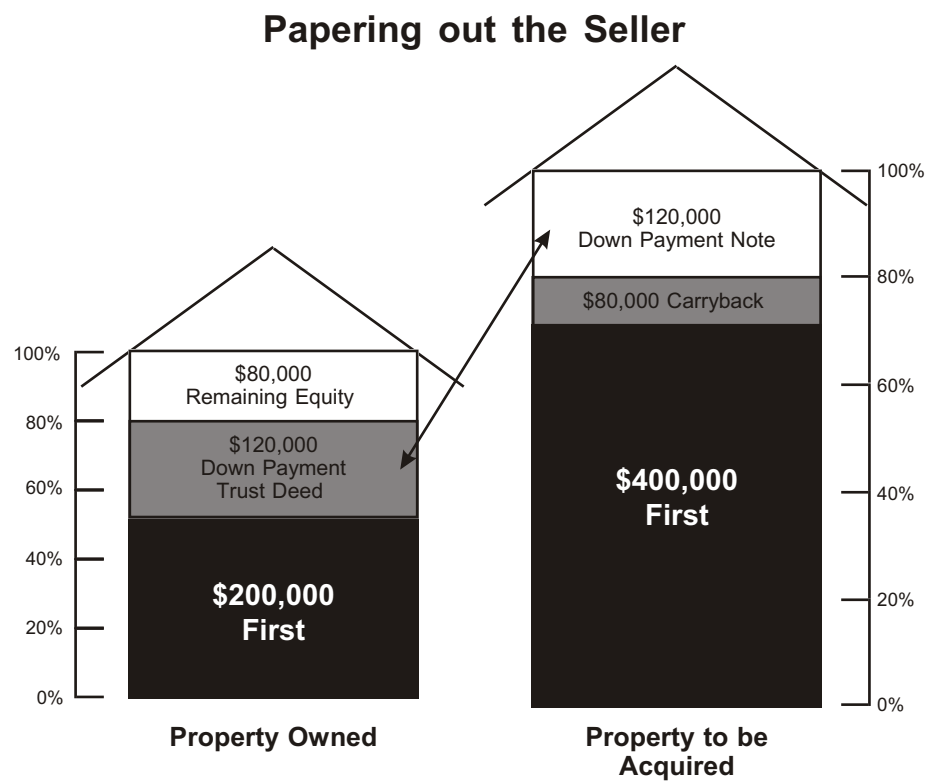 Papering out the Seller
100%
80%
60%
40%
20%
0%
$80,000
Remaining Equity
$120,000
Down Payment
Trust Deed
$200,000
First
Property Owned
$120,000
Down Payment Note
$80,000 Carryback
$400,000
First
Property to be
Acquired
100%
80%
60%
40%
20%
0%